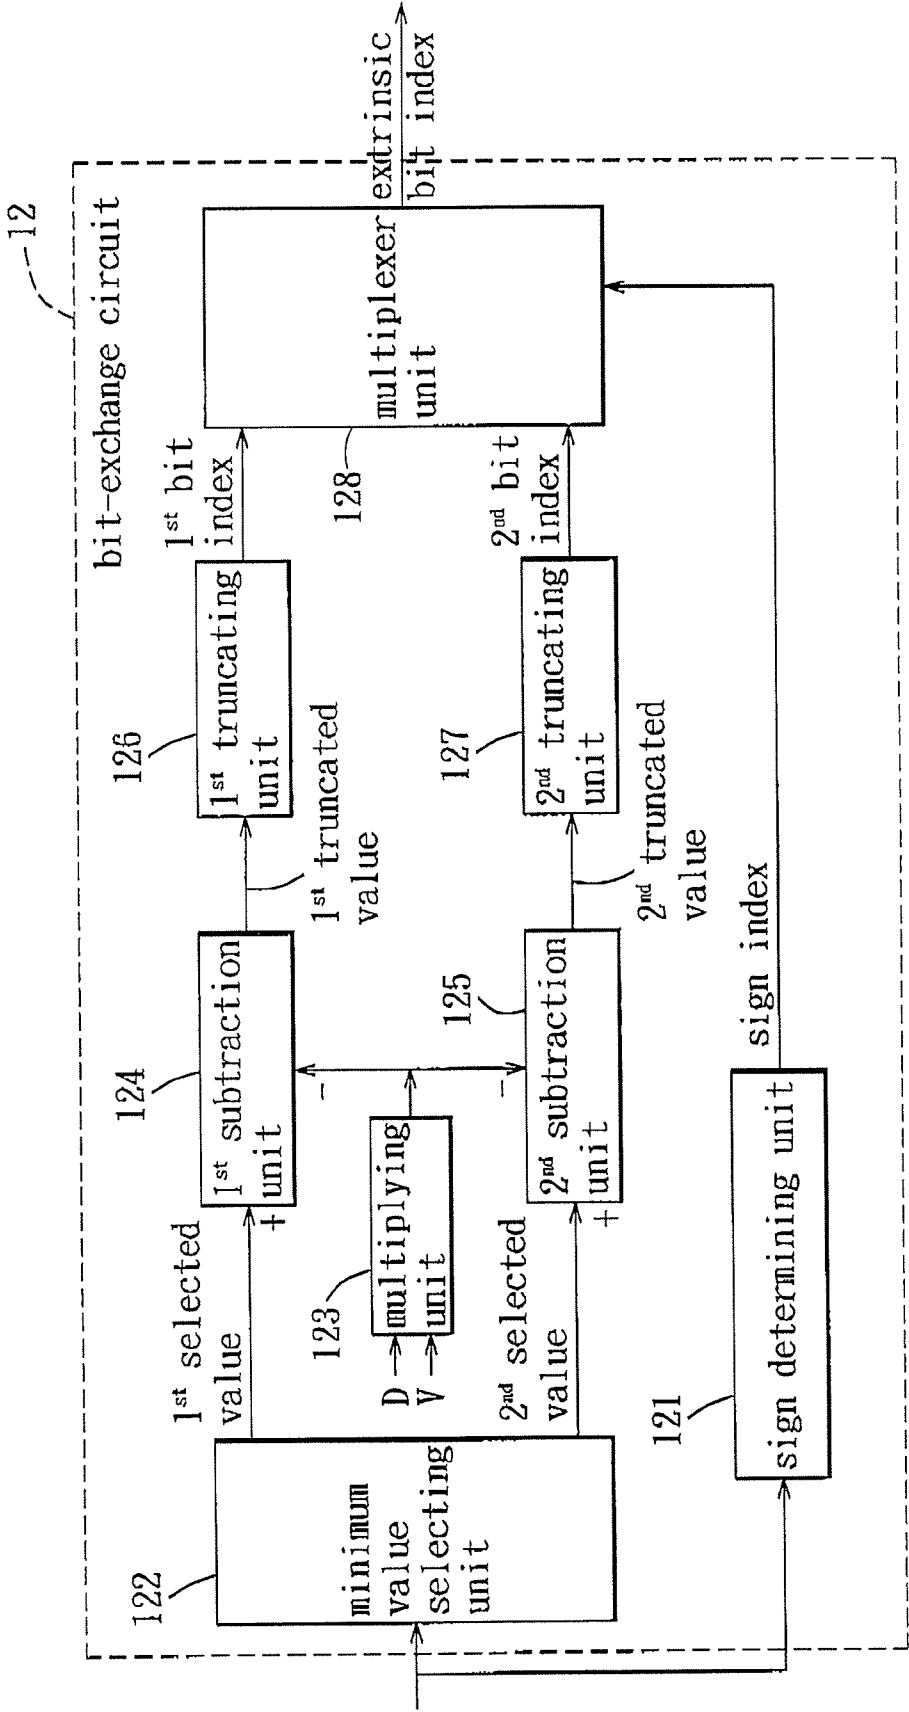 12
bit-exchange circuit
122
minimum
value
selecting
unit
1st selected
value
+
124
1st subtraction
unit
−
1st truncated
value
126
1st truncating
unit
1st bit
index
123
D
V
multiplying
unit
2nd selected
value
+
125
2nd subtraction
unit
−
2nd truncated
value
127
2nd truncating
unit
2nd bit
index
128
multiplexer
unit
extrinsic
bit index
121
sign determining unit
sign index